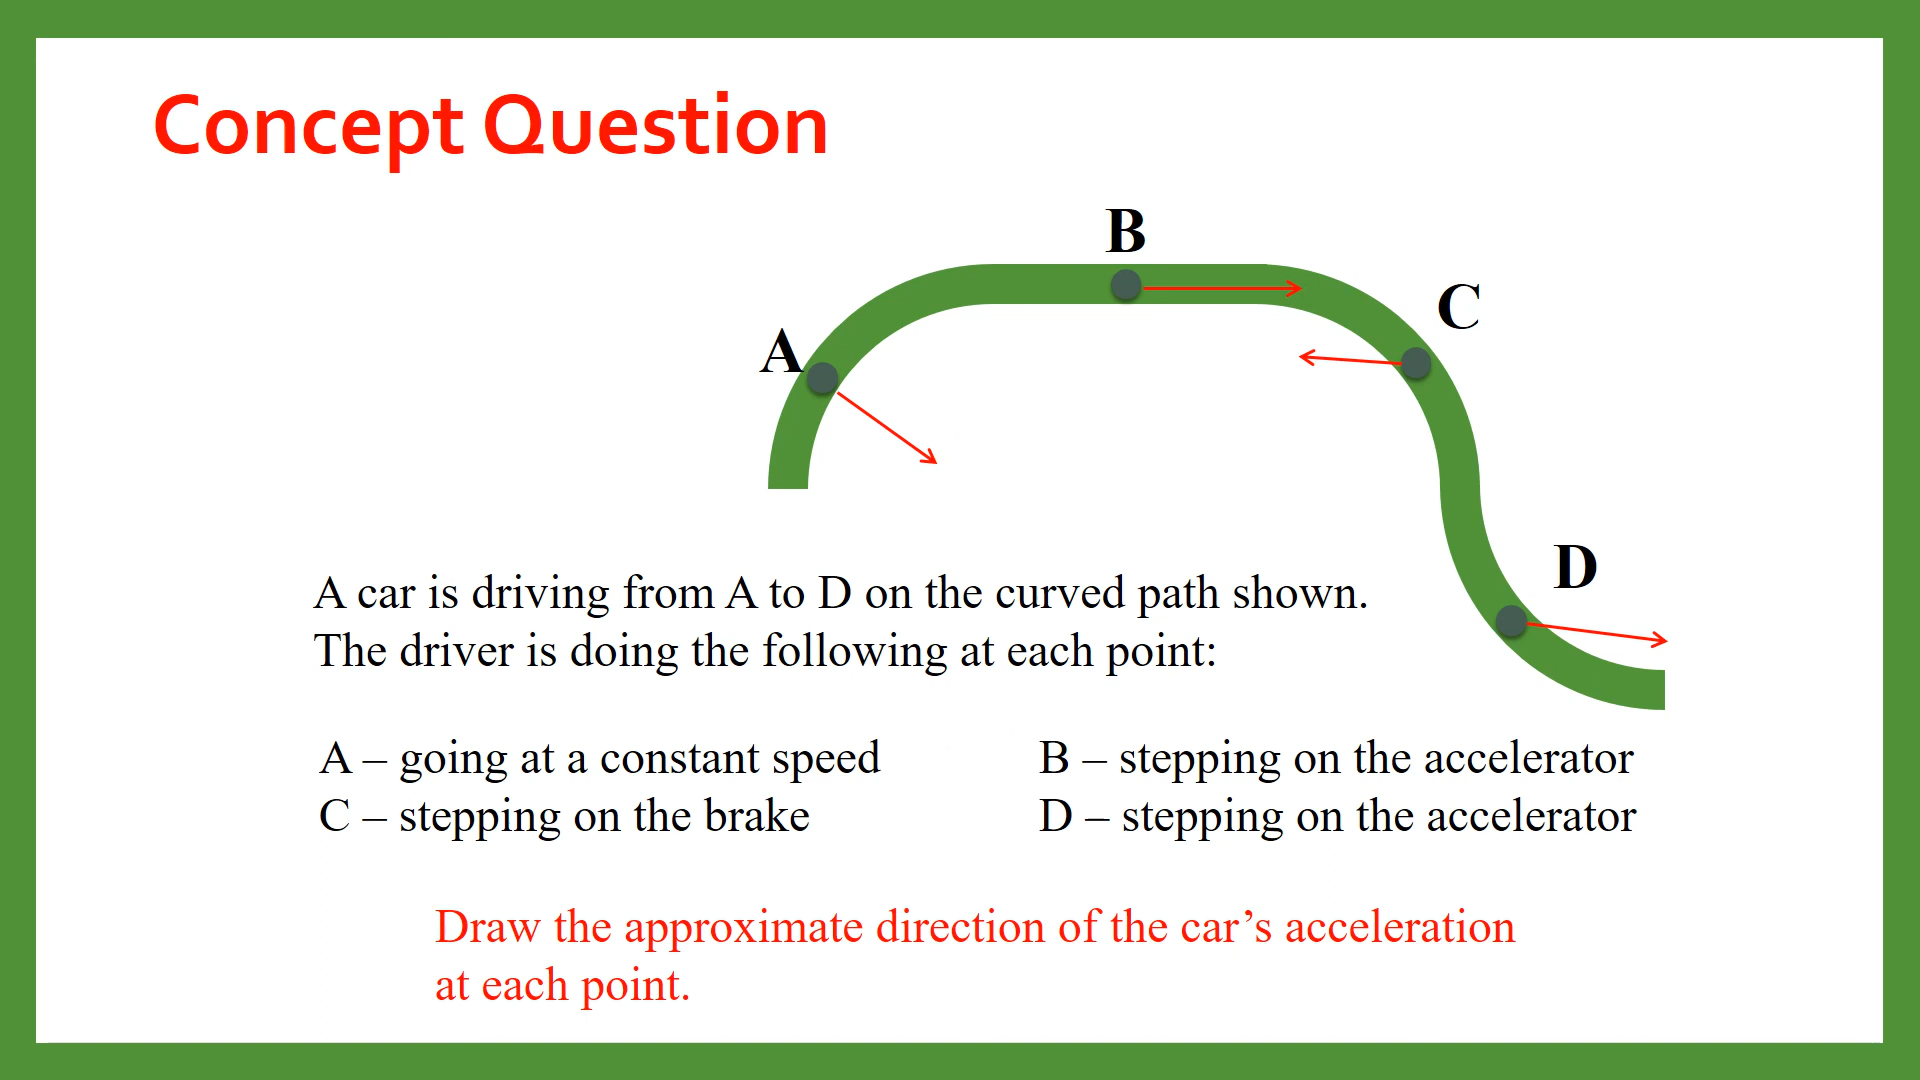 Concept Question
B
C
A
D
A car is driving from A to D on the curved path shown.
The driver is doing the following at each point:
A – going at a constant speed
B – stepping on the accelerator
C – stepping on the brake
D – stepping on the accelerator
Draw the approximate direction of the car’s acceleration
at each point.